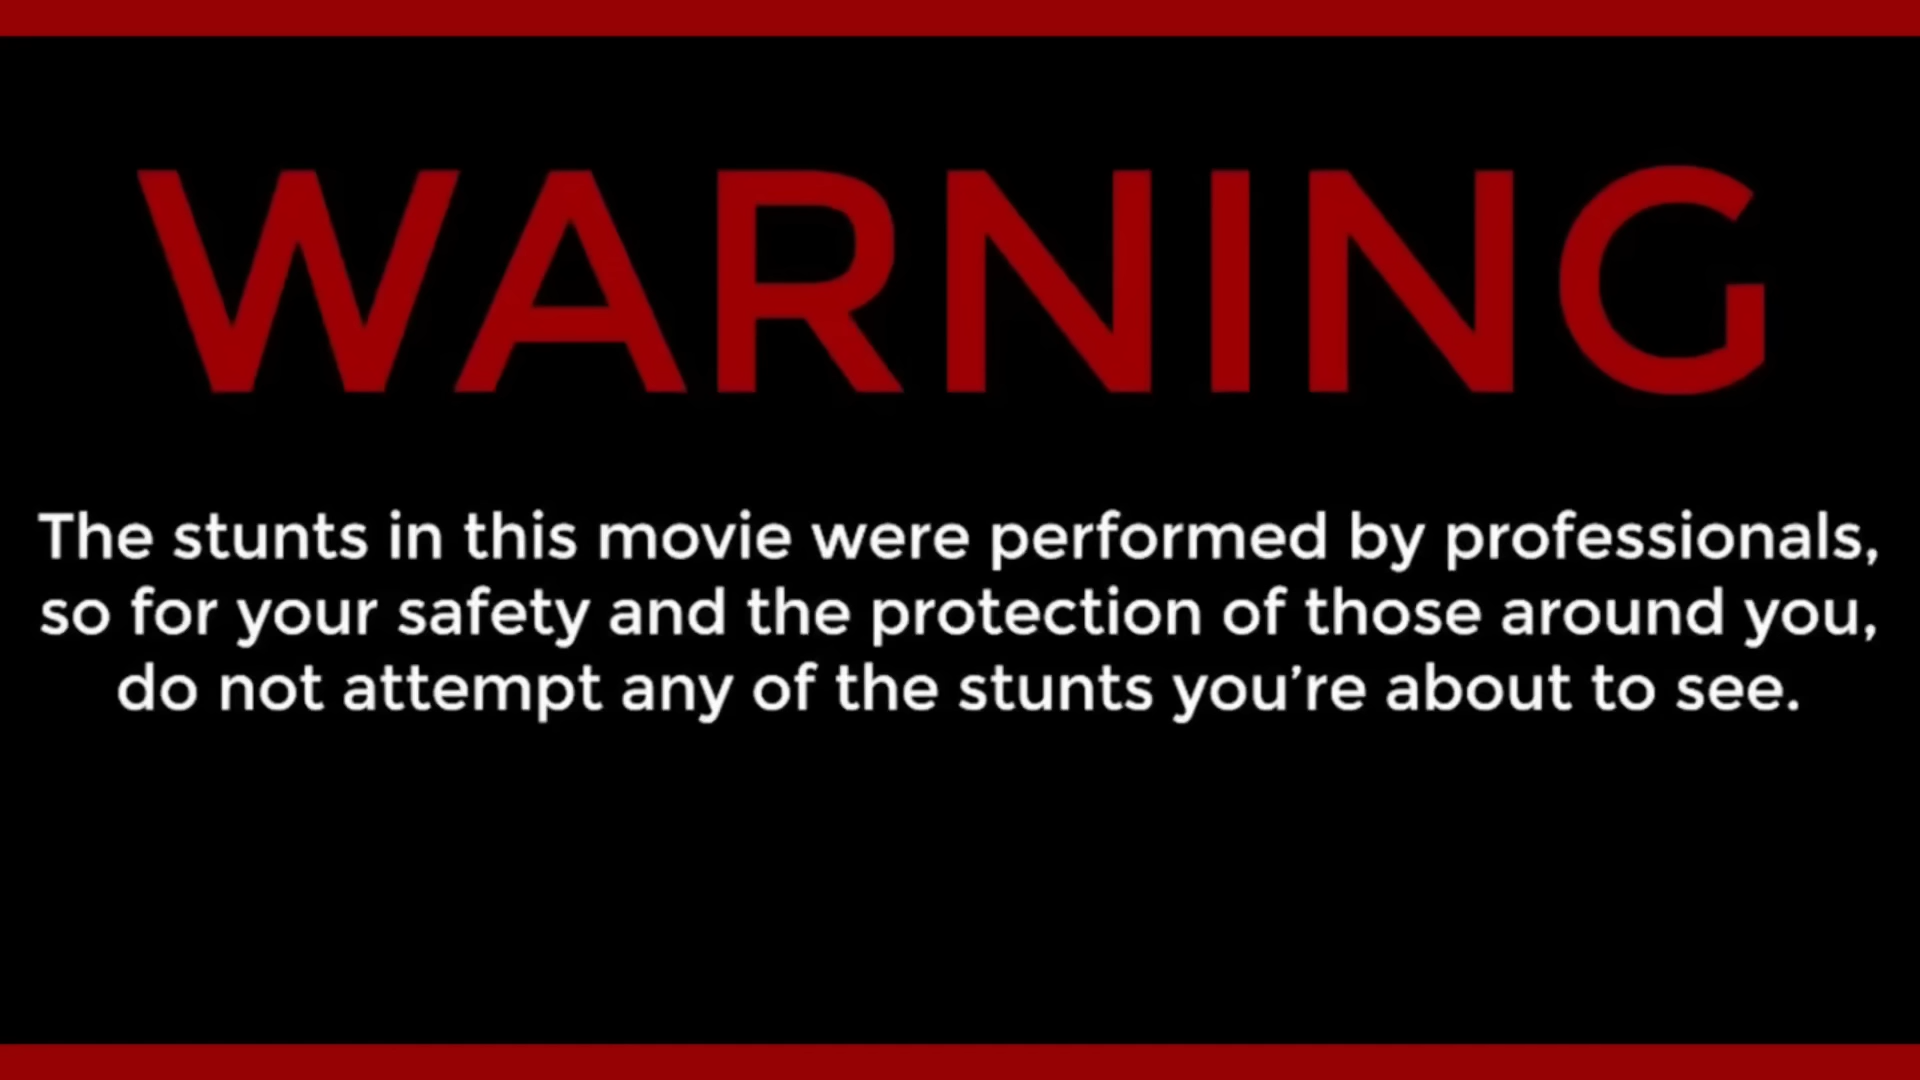 WARNING
The stunts in this movie were performed by professionals,
so for your safety and the protection of those around you,
do not attempt any of the stunts you’re about to see.